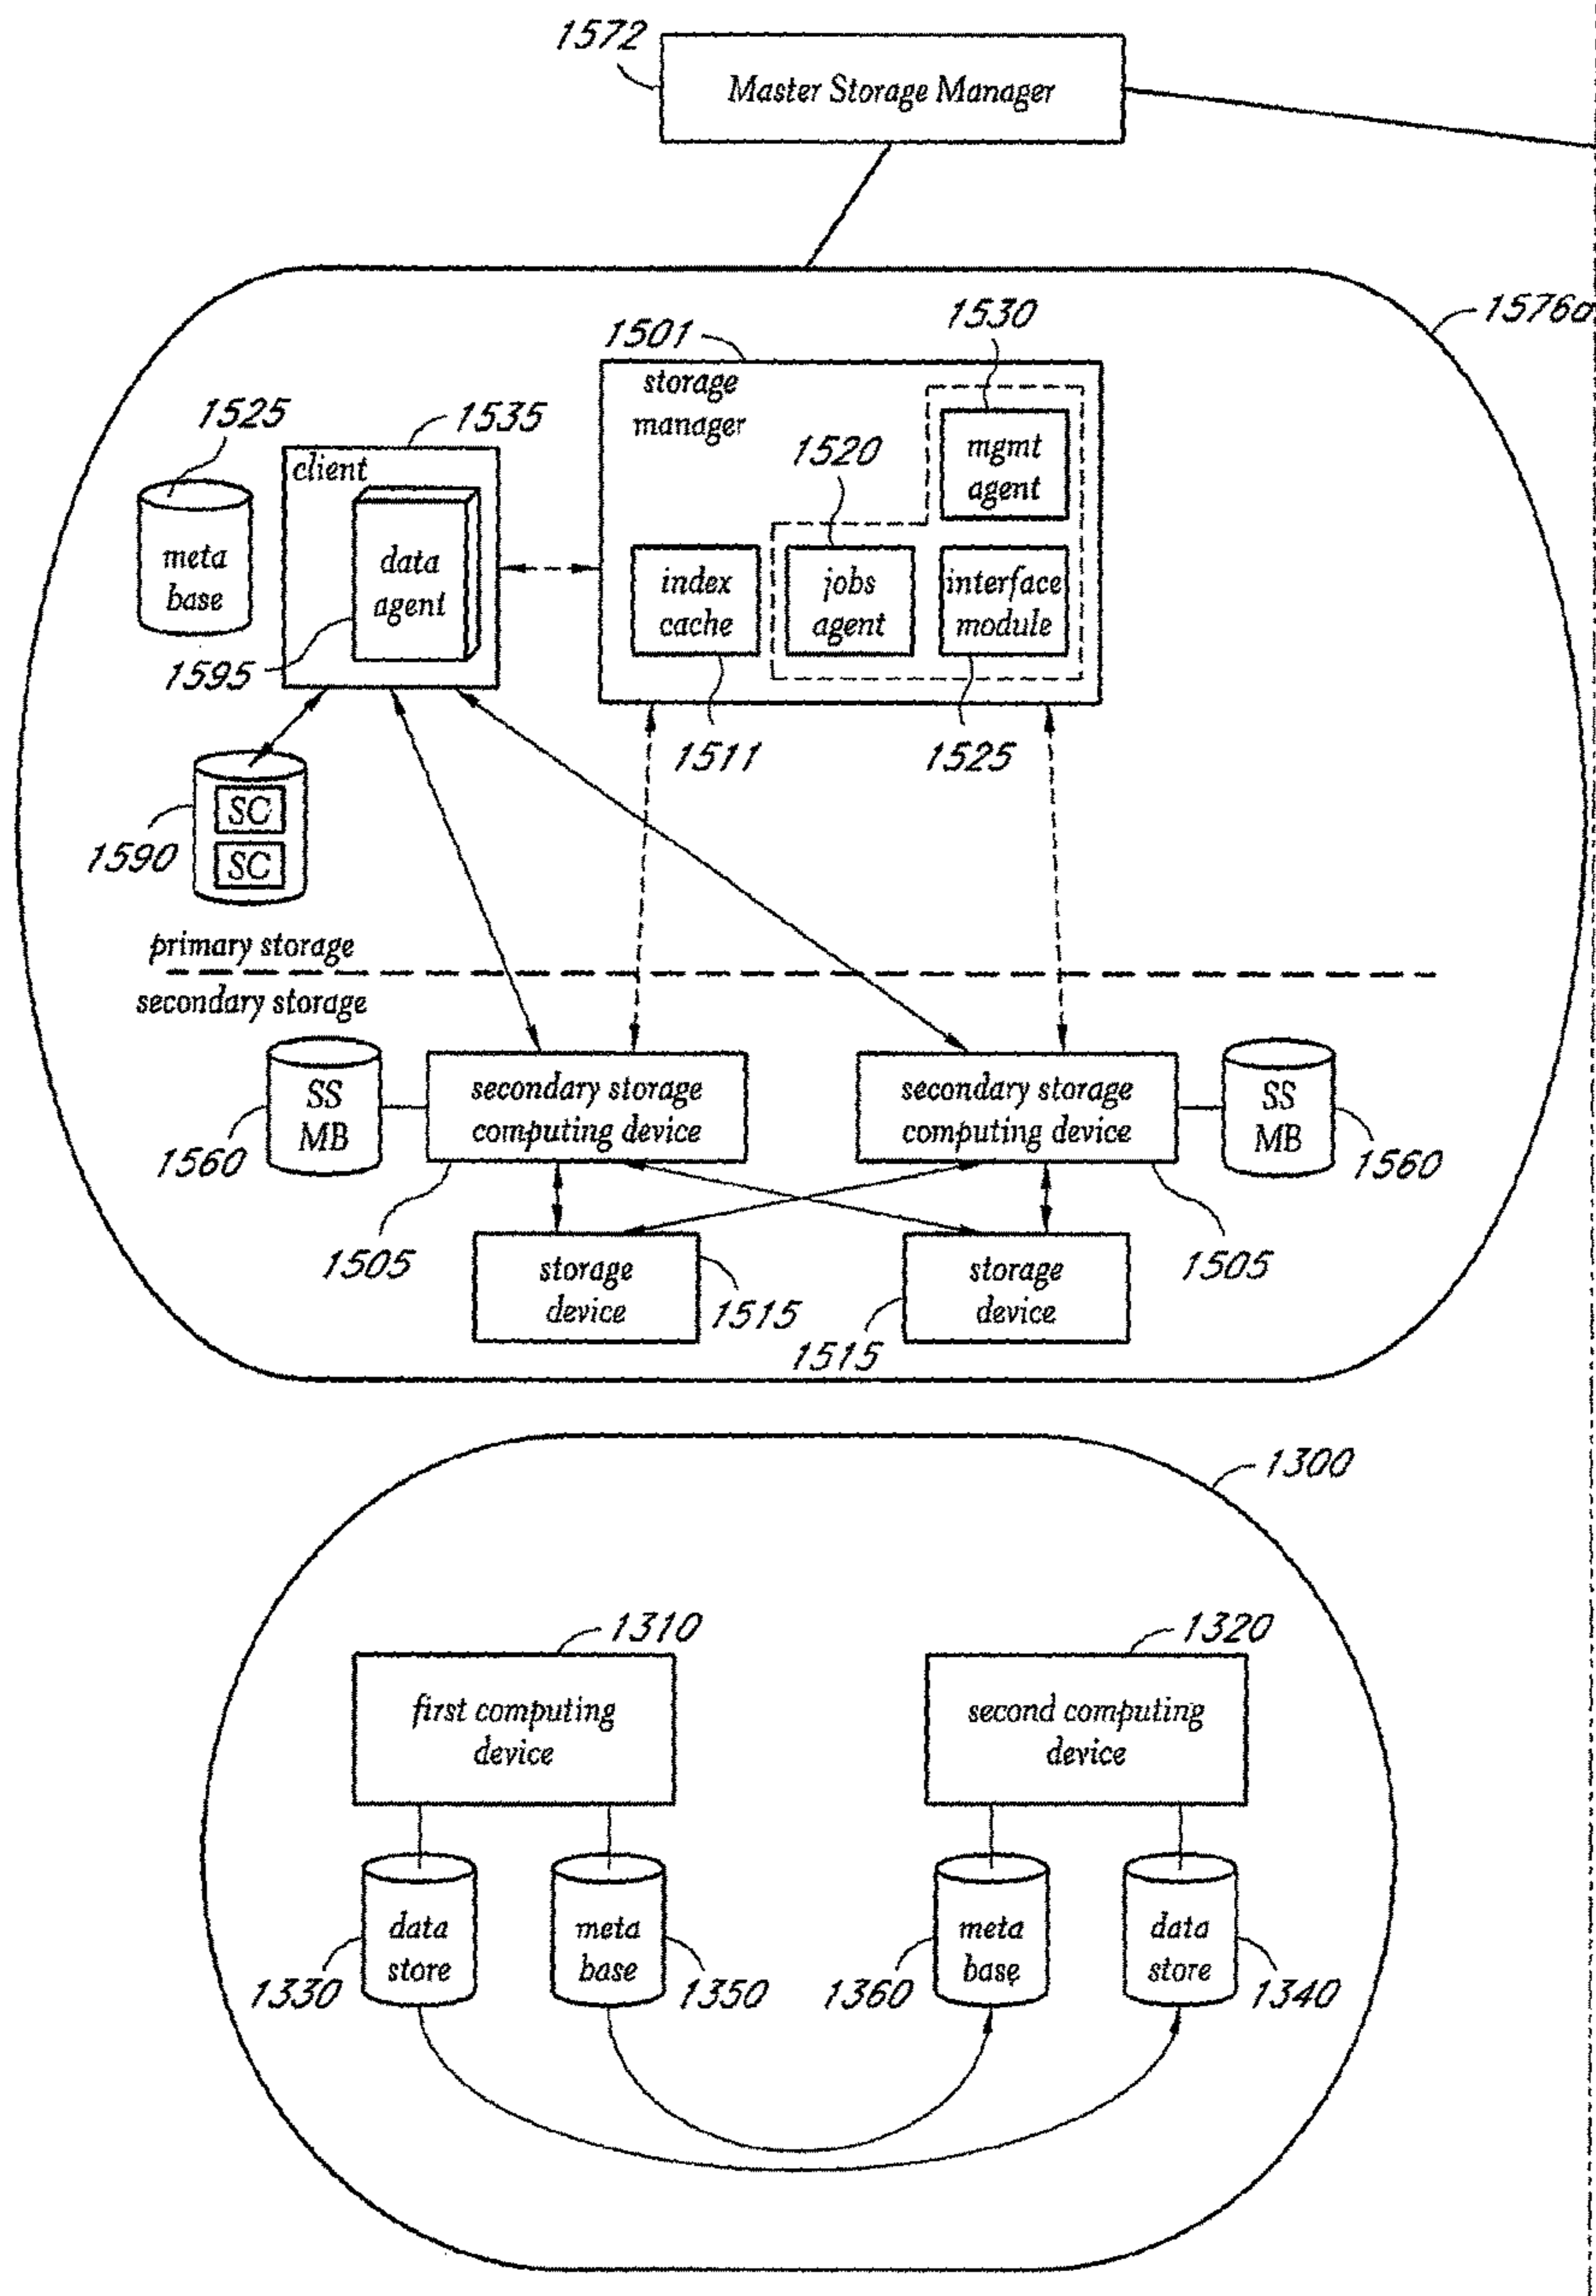 1572
Master Storage Manager
1576a
1501
1530
storage
manager
1525
1535
1520
mgmt
agent
client
meta
base
data
agent
index
cache
jobs
agent
interface
module
1595
1511
1525
SC
SC
1590
primary storage
secondary storage
SS
MB
secondary storage
computing device
secondary storage
computing device
SS
MB
1560
1560
1505
storage
device
1515
storage
device
1505
1515
1300
1310
1320
first computing
device
second computing
device
data
store
meta
base
meta
base
data
store
1330
1350
1360
1340